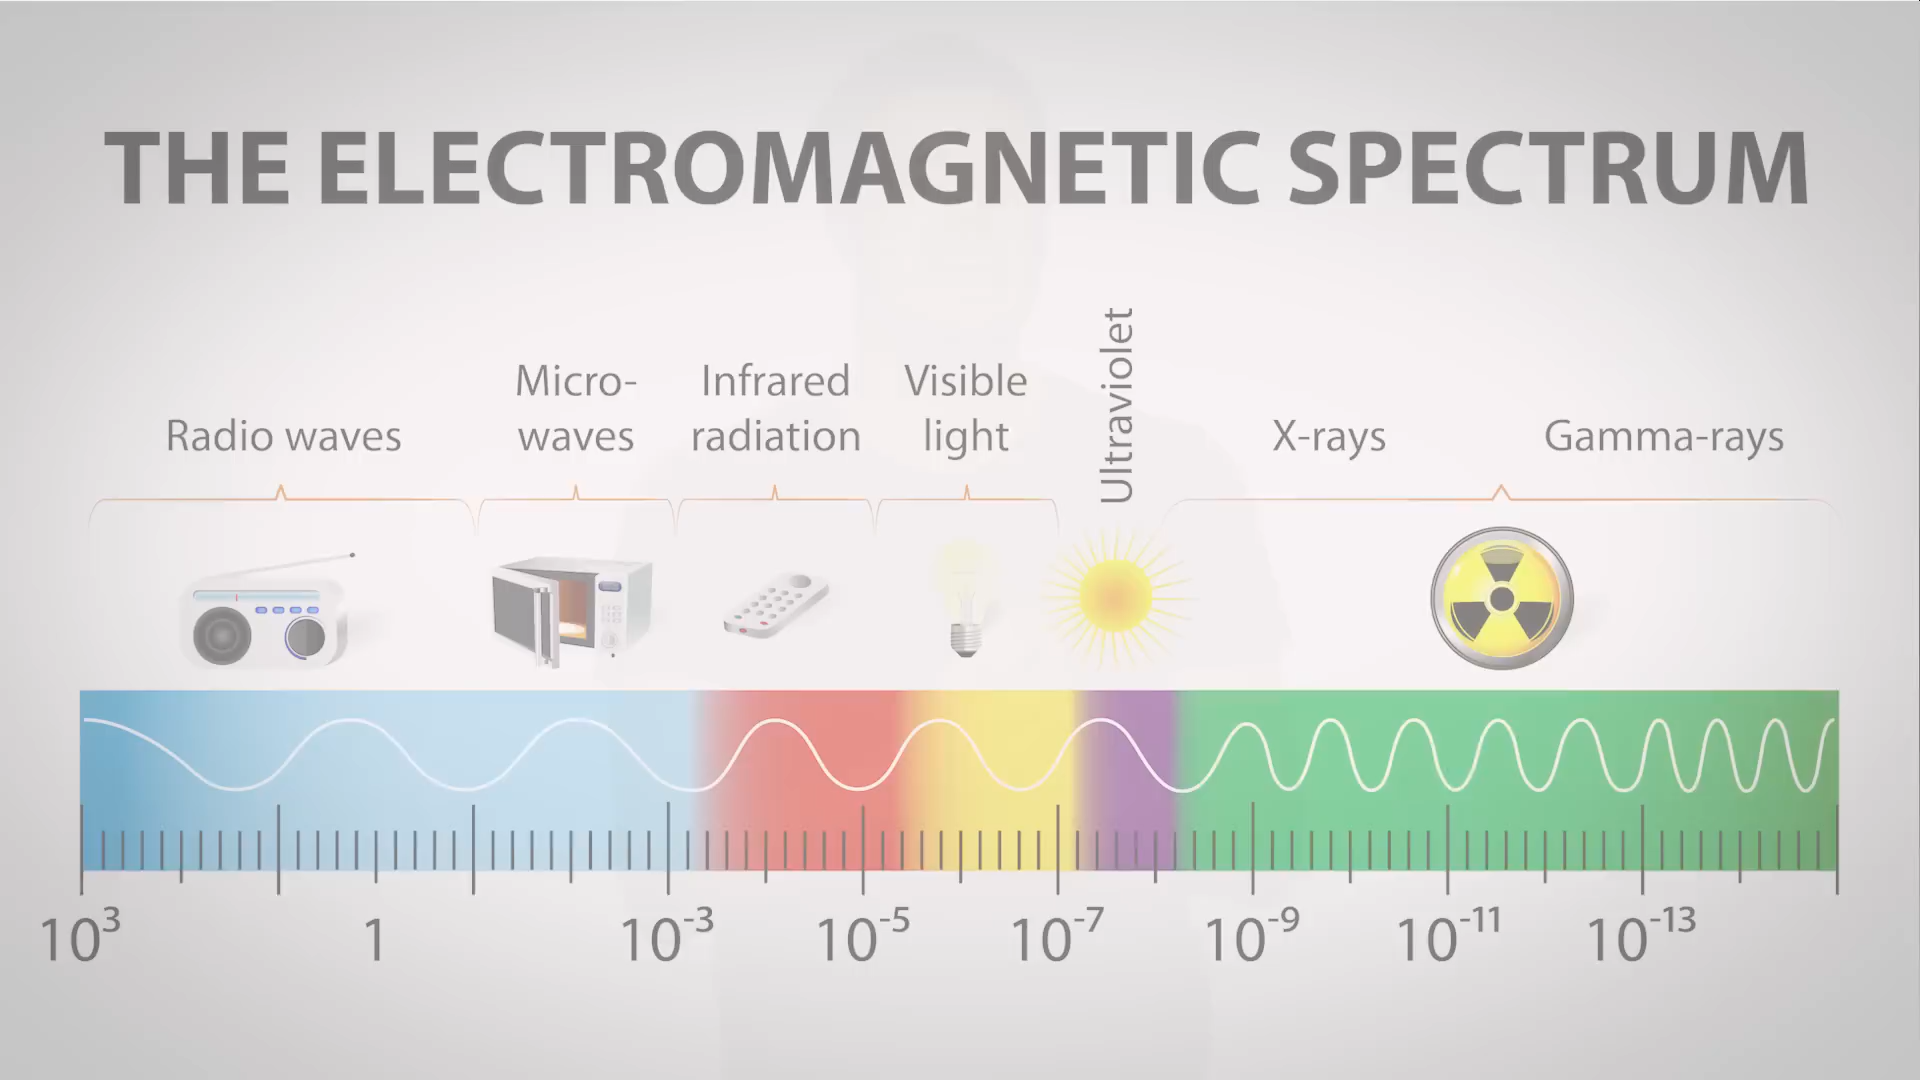 THE ELECTROMAGNETIC SPECTRUM
Radio waves
Micro-
waves
Infrared
radiation
Visible
light
Ultraviolet
X-rays
Gamma-rays
10³ 1 10⁻³ 10⁻⁵ 10⁻⁷ 10⁻⁹ 10⁻¹¹ 10⁻¹³